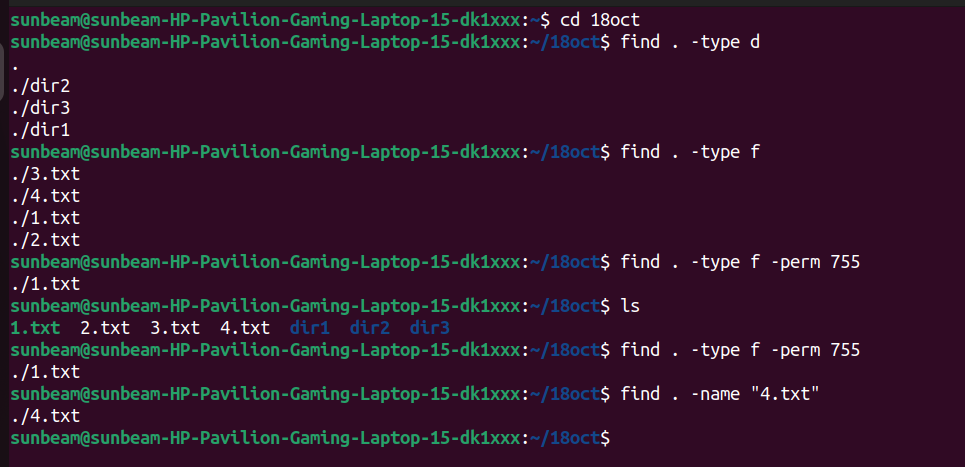 sunbeam@sunbeam-HP-Pavilion-Gaming-Laptop-15-dk1xxx:~$ cd 18oct
sunbeam@sunbeam-HP-Pavilion-Gaming-Laptop-15-dk1xxx:~/18oct$ find . -type d
.
./dir2
./dir3
./dir1
sunbeam@sunbeam-HP-Pavilion-Gaming-Laptop-15-dk1xxx:~/18oct$ find . -type f
./3.txt
./4.txt
./1.txt
./2.txt
sunbeam@sunbeam-HP-Pavilion-Gaming-Laptop-15-dk1xxx:~/18oct$ find . -type f -perm 755
./1.txt
sunbeam@sunbeam-HP-Pavilion-Gaming-Laptop-15-dk1xxx:~/18oct$ ls
1.txt  2.txt  3.txt  4.txt  dir1  dir2  dir3
sunbeam@sunbeam-HP-Pavilion-Gaming-Laptop-15-dk1xxx:~/18oct$ find . -type f -perm 755
./1.txt
sunbeam@sunbeam-HP-Pavilion-Gaming-Laptop-15-dk1xxx:~/18oct$ find . -name "4.txt"
./4.txt
sunbeam@sunbeam-HP-Pavilion-Gaming-Laptop-15-dk1xxx:~/18oct$